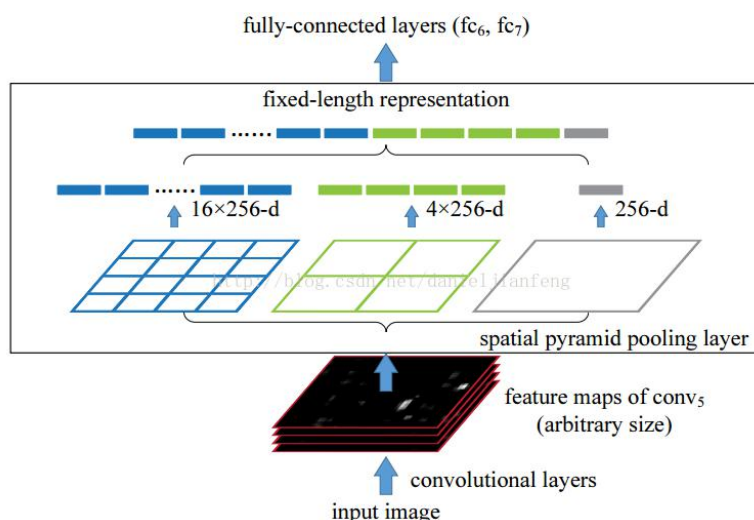 fully-connected layers (fc6, fc7)
fixed-length representation
......
......
16×256-d
4×256-d
256-d
http://blog.csdn.net/danieljianfeng
spatial pyramid pooling layer
feature maps of conv5
(arbitrary size)
convolutional layers
input image